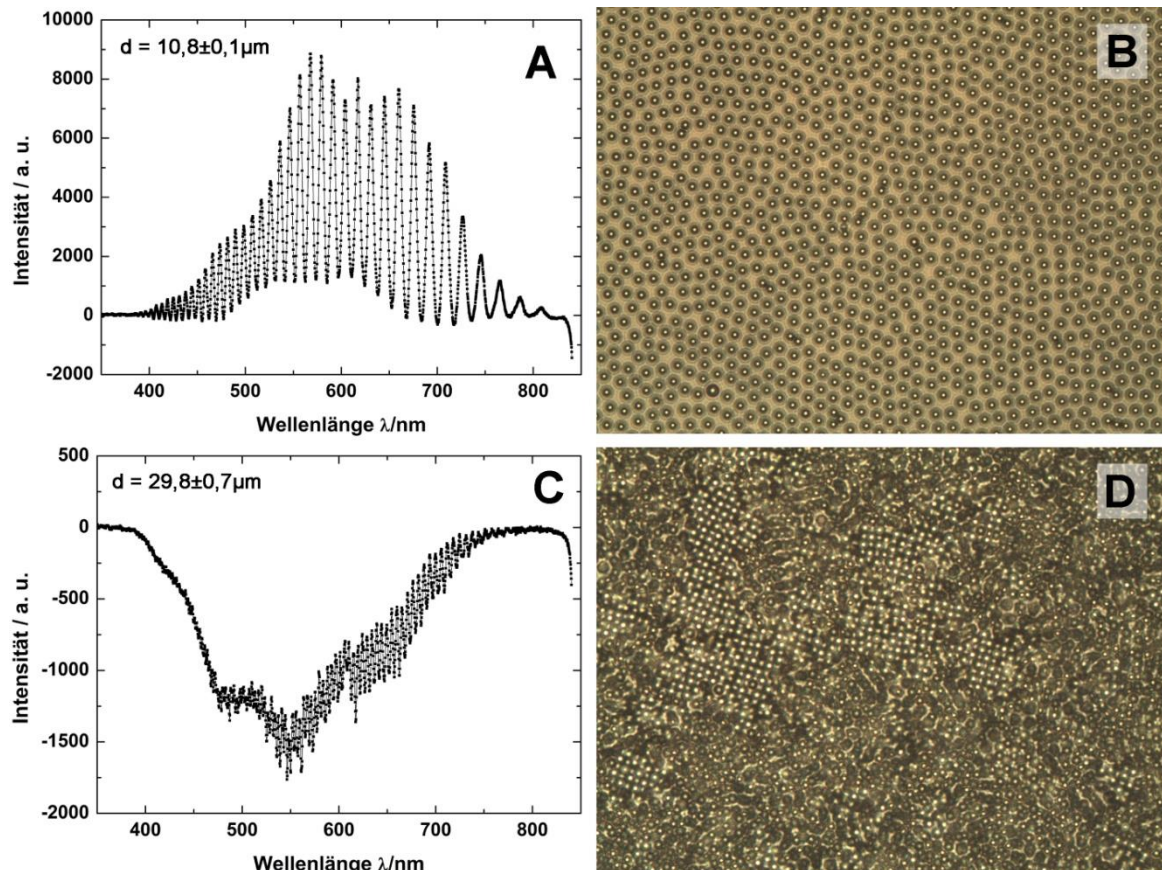 10000
8000
6000
4000
2000
0
-2000
d = 10,8±0,1µm
A
Intensität / a. u.
400 500 600 700 800
Wellenlänge λ/nm
B
500
0
-500
-1000
-1500
-2000
d = 29,8±0,7µm
C
Intensität / a. u.
400 500 600 700 800
Wellenlänge λ/nm
D